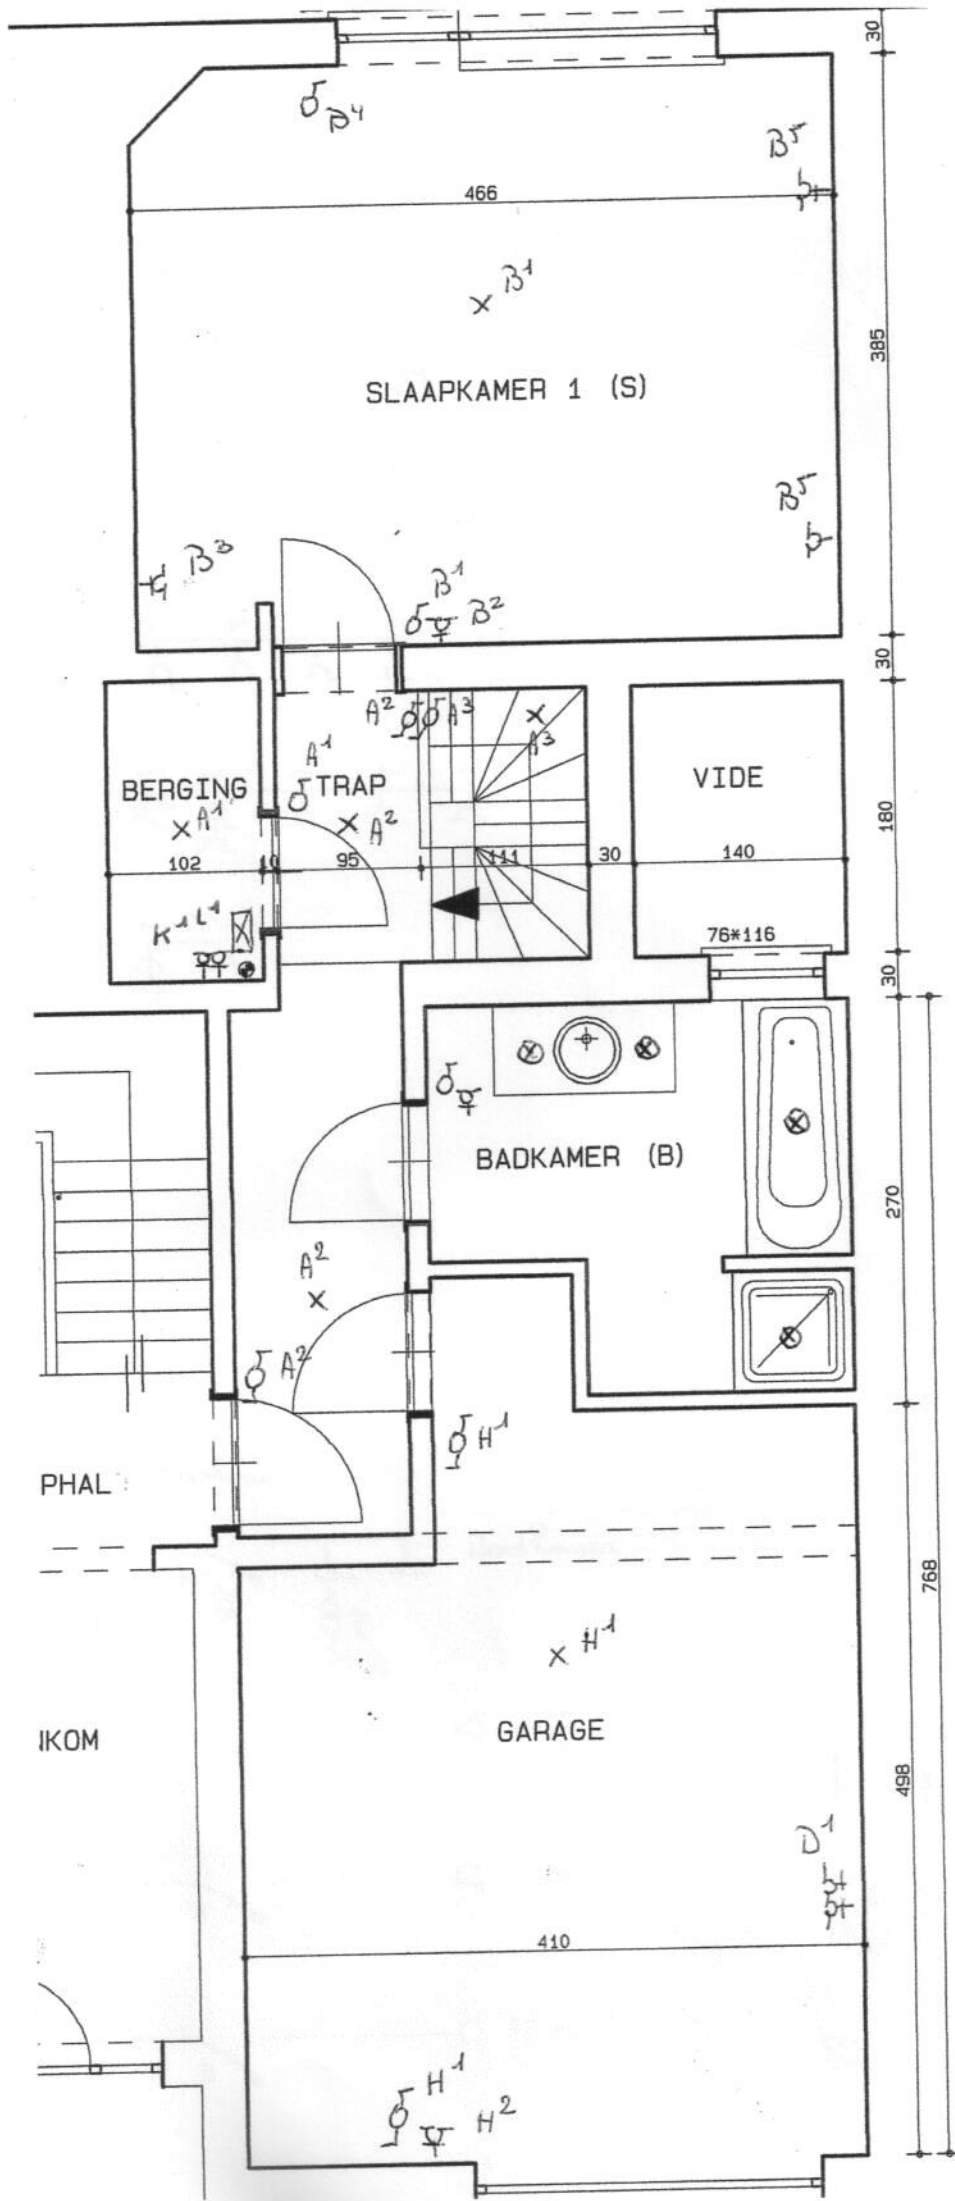 30
B⁴
B⁵
466
B¹
385
SLAAPKAMER 1 (S)
B⁵
B³
B¹
B²
30
A² A³
A³
A¹
BERGING
TRAP
VIDE
A¹
A²
180
102
10
95
111
30
140
K¹ L¹
76*116
30
BADKAMER (B)
270
A²
A²
H¹
PHAL
768
H¹
IKOM
GARAGE
498
D¹
410
H¹
H²